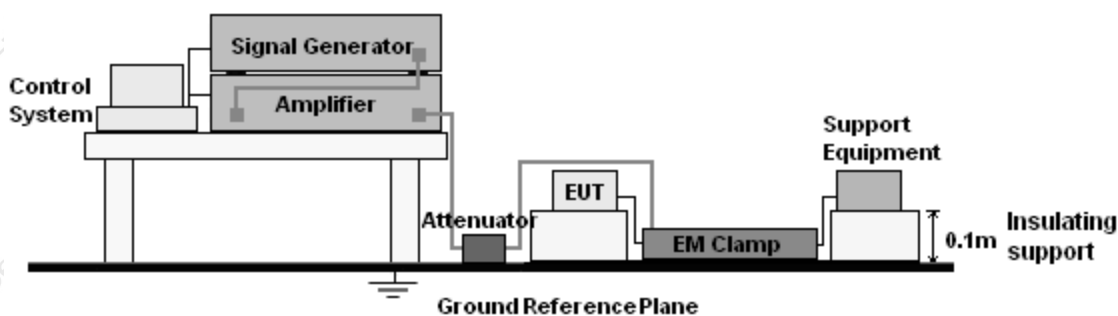 Signal Generator
Control
System
Amplifier
Support
Equipment
EUT
Attenuator
EM Clamp
0.1m
Insulating
support
Ground Reference Plane